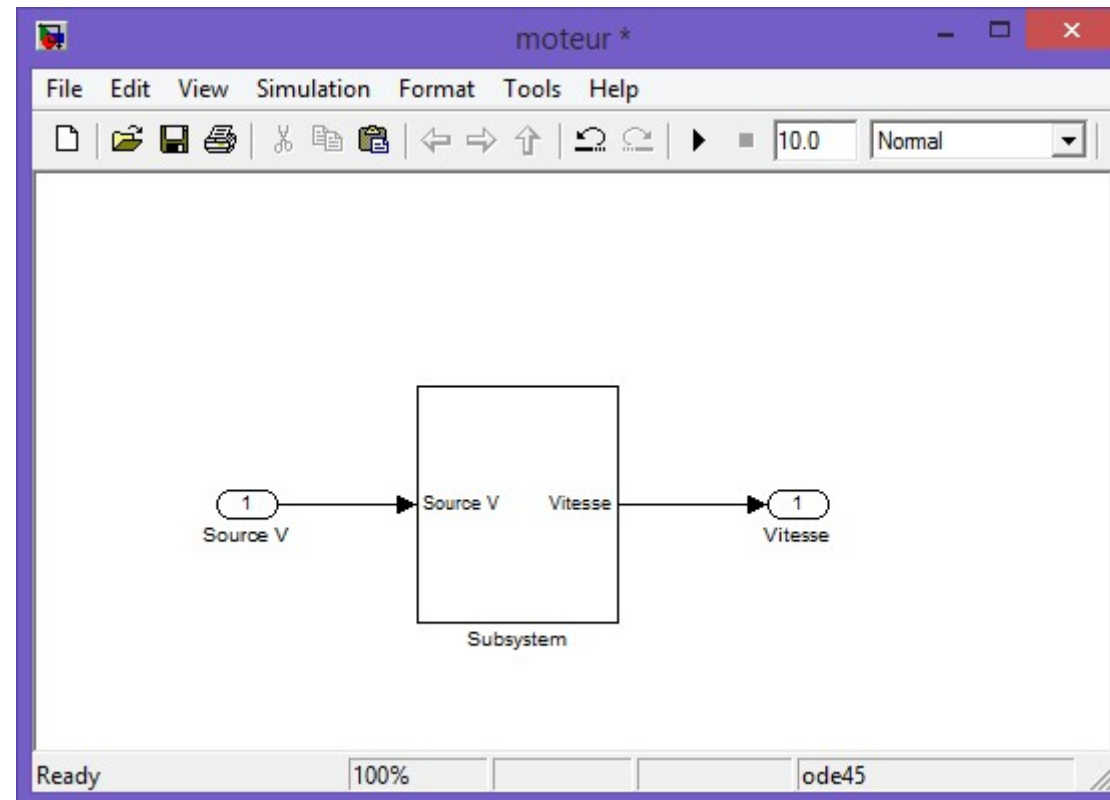 moteur *
File Edit View Simulation Format Tools Help
10.0 Normal
1 Source V Vitesse 1
Source V Vitesse
Subsystem
Ready 100% ode45